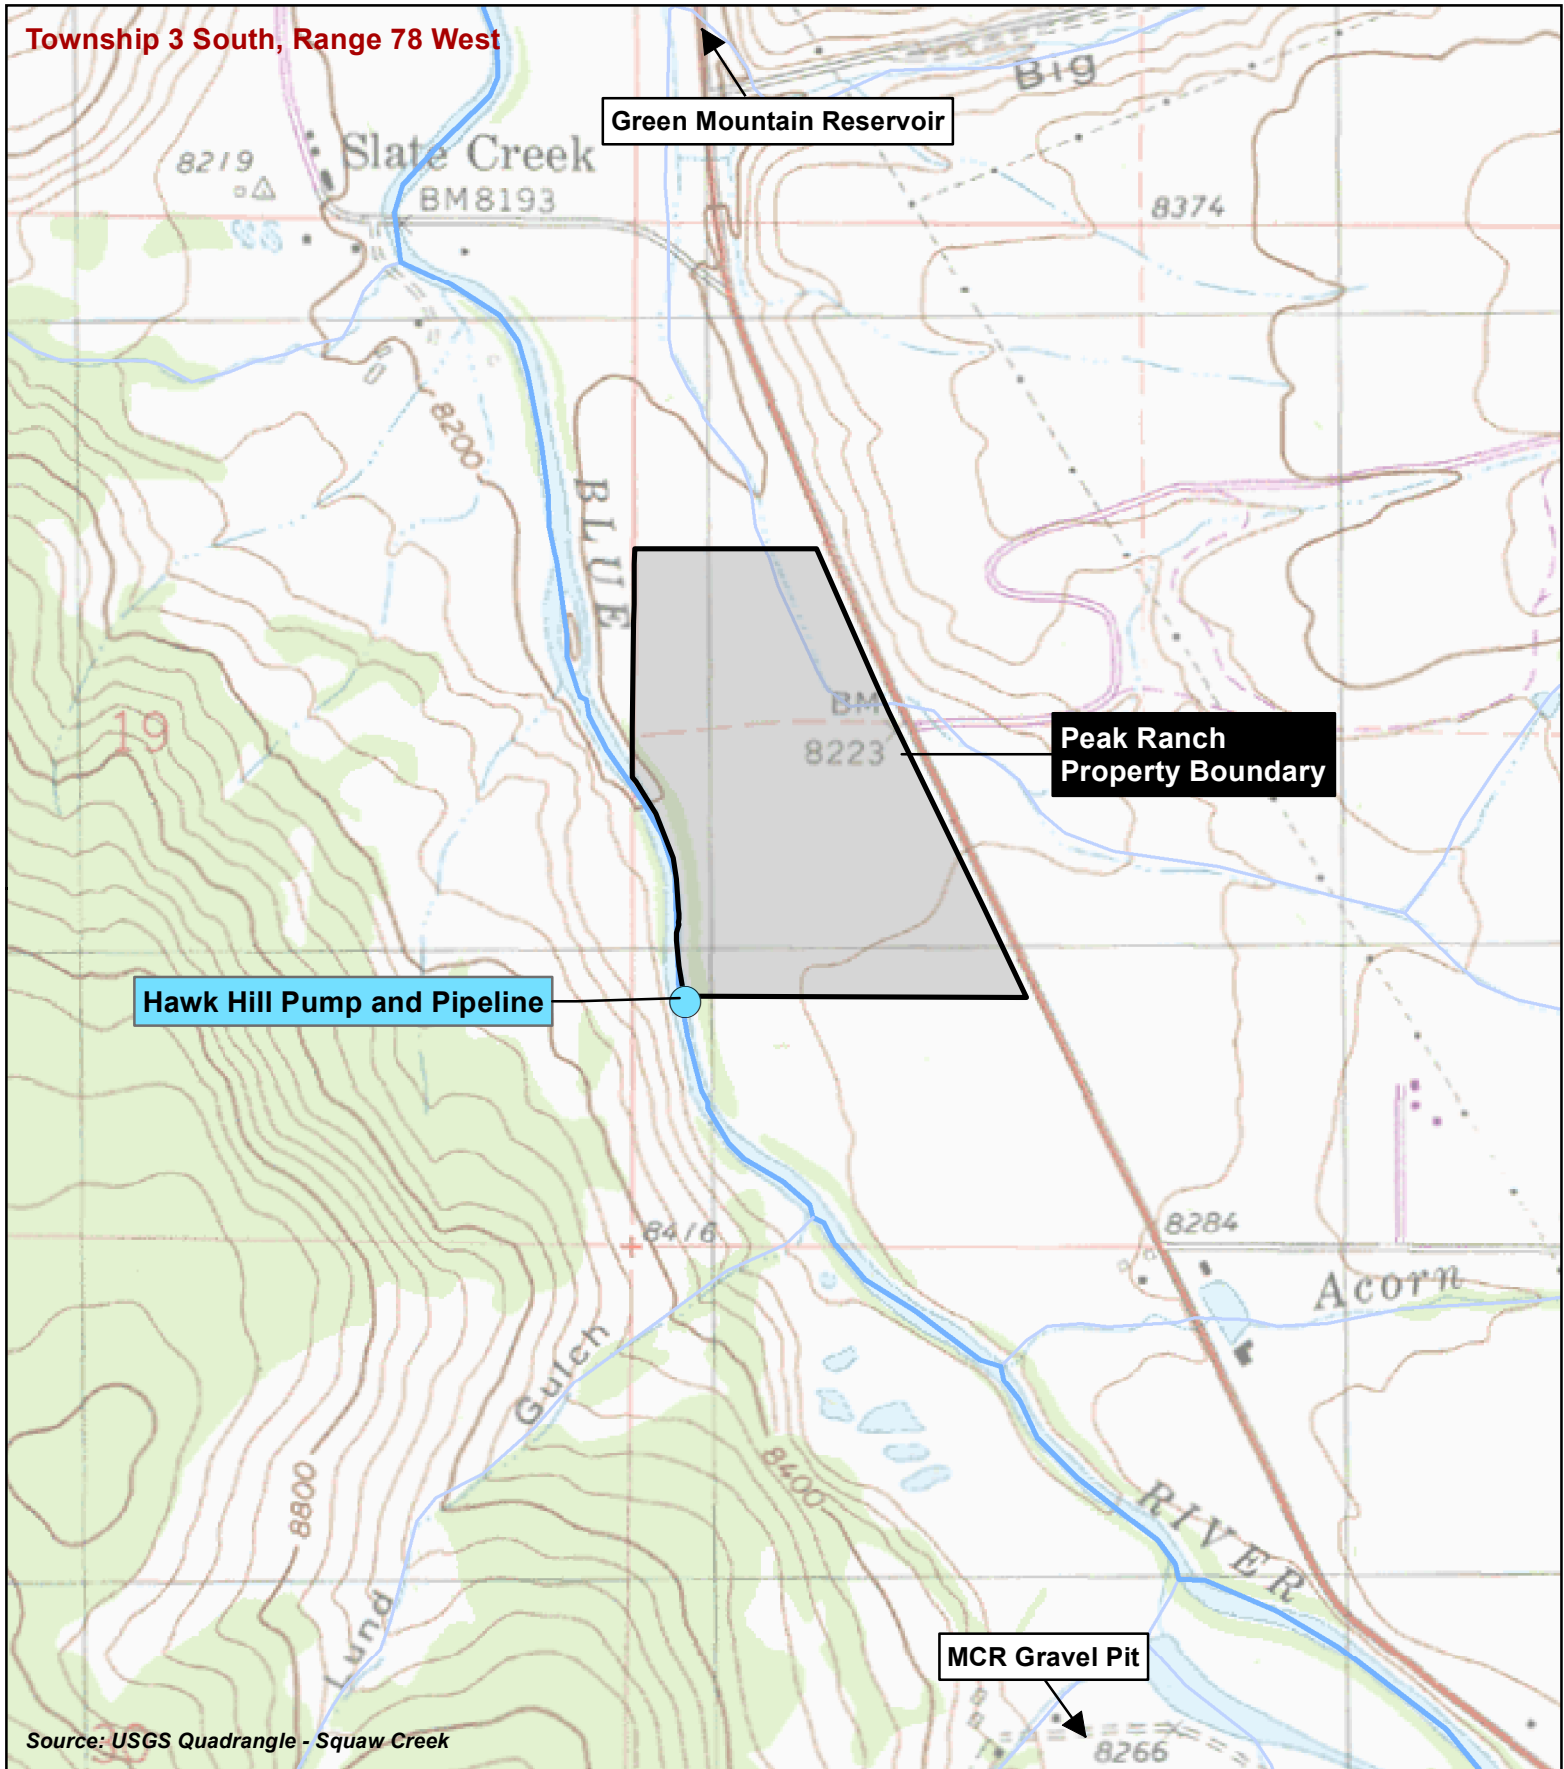 Township 3 South, Range 78 West
Big
Green Mountain Reservoir
Slate Creek
8219
BM8193
8374
8200
BLUE
19
BM
8223
Peak Ranch
Property Boundary
Hawk Hill Pump and Pipeline
8416
8284
Acorn
Gulch
8400
8800
RIVER
Lund
MCR Gravel Pit
30
Source: USGS Quadrangle - Squaw Creek
8266